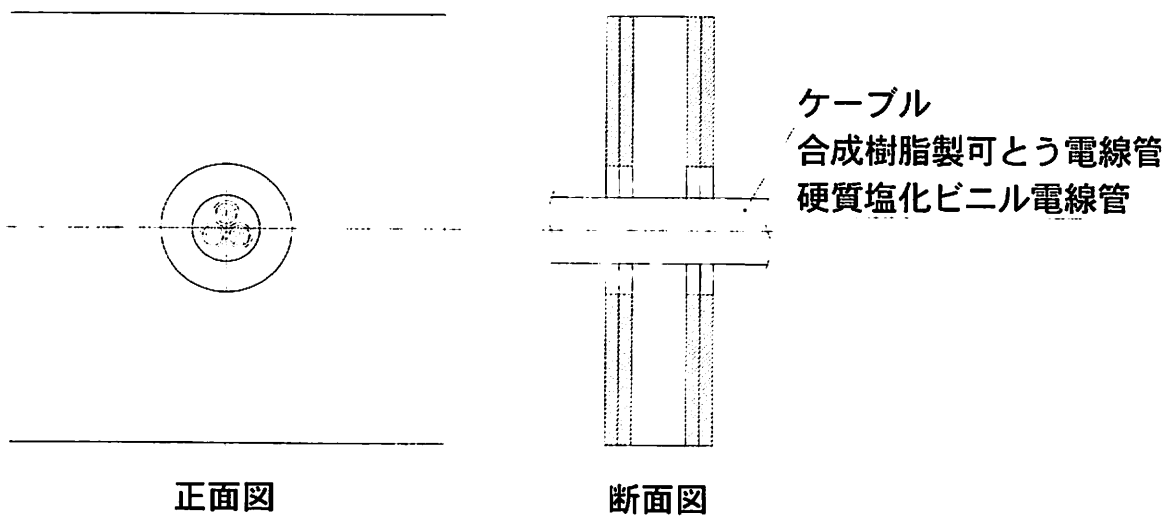 ケーブル
合成樹脂製可とう電線管
硬質塩化ビニル電線管
正面図
断面図